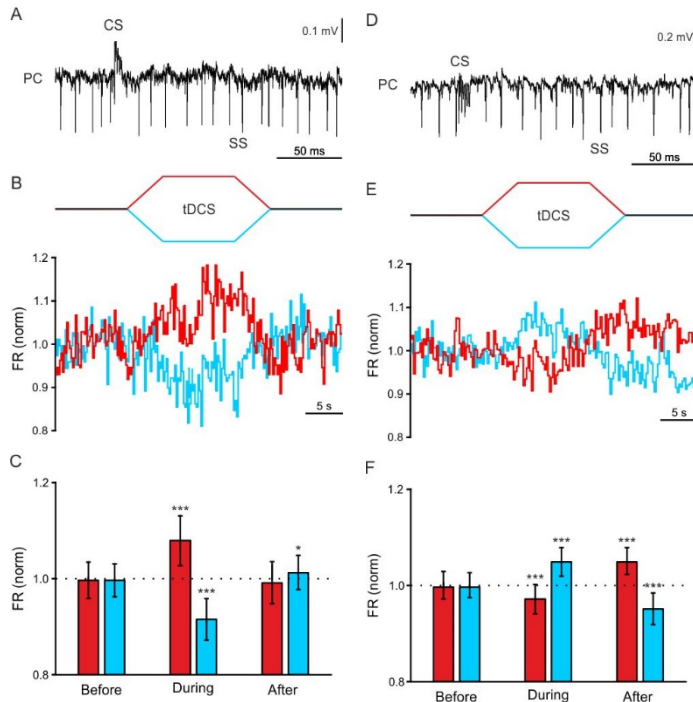 A
CS
0.1 mV
PC
SS
50 ms
B
tDCS
1.2
1.1
1.0
0.9
0.8
FR (norm)
5 s
C
1.2
1.0
0.8
FR (norm)
***
***
*
Before
During
After
D
0.2 mV
CS
PC
SS
50 ms
E
tDCS
1.2
1.1
1.0
0.9
0.8
FR (norm)
5 s
F
1.2
1.0
0.8
FR (norm)
***
***
***
***
Before
During
After